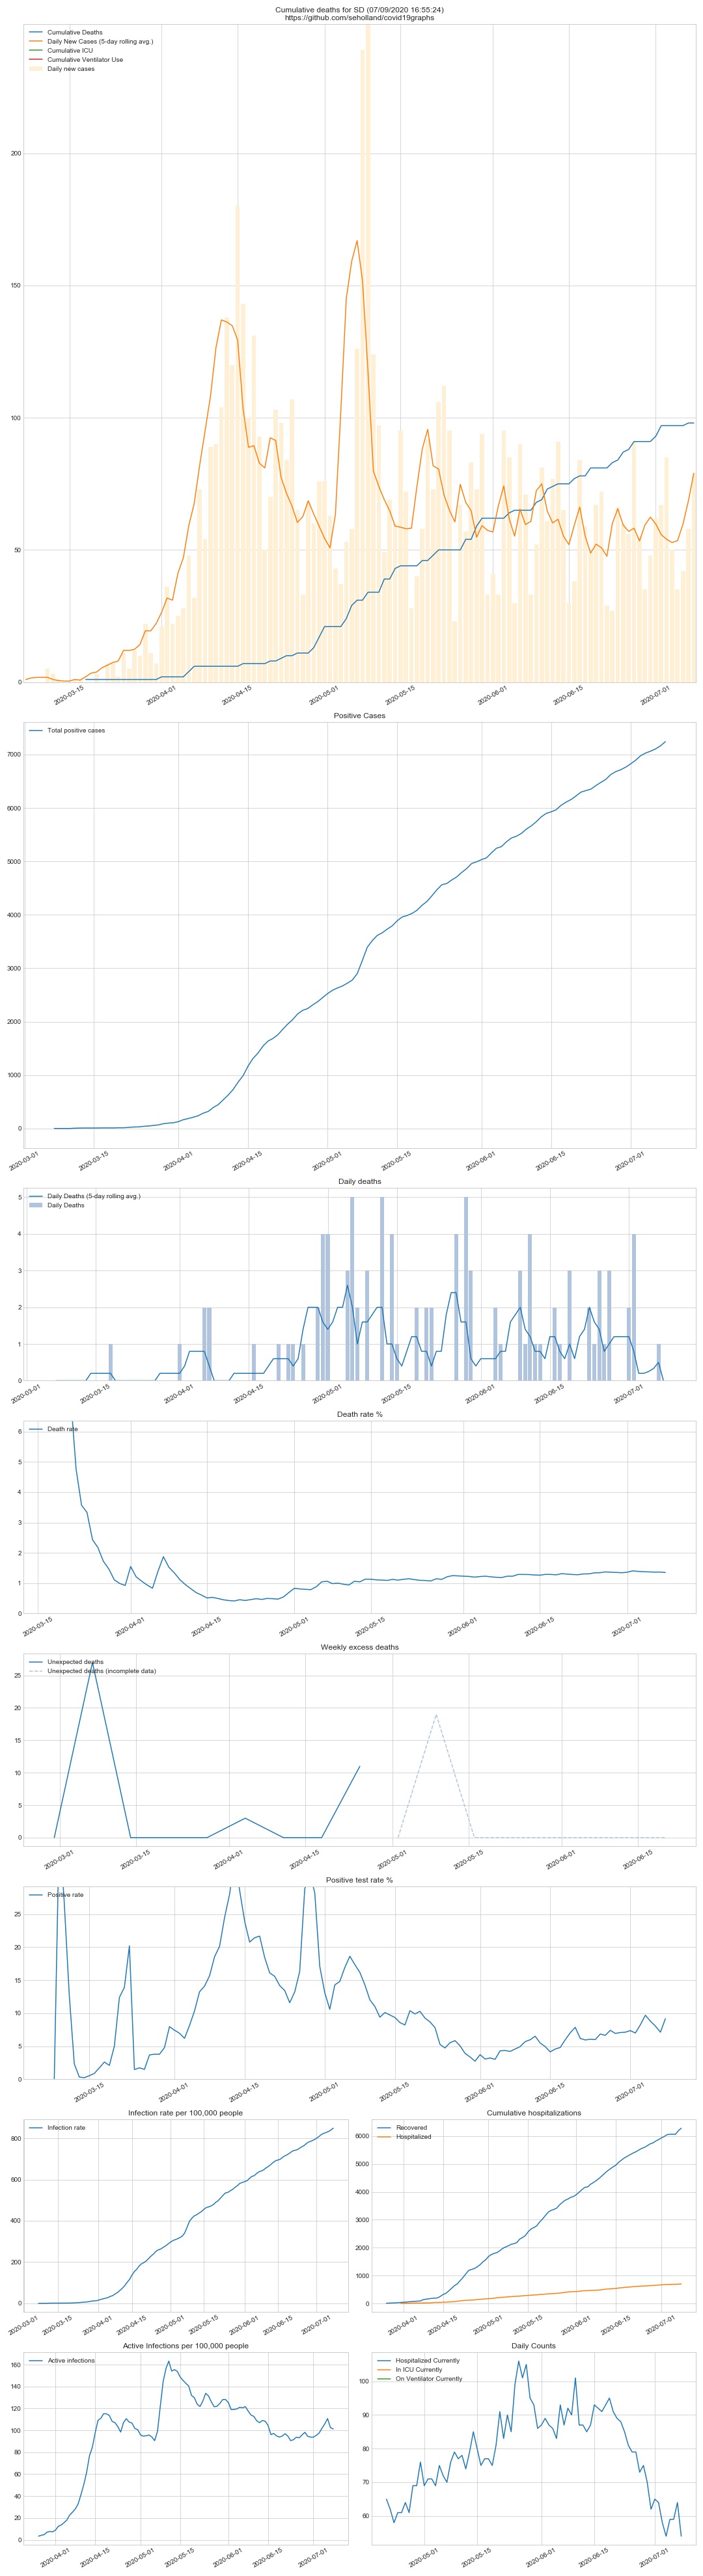 Cumulative deaths for SD (07/09/2020 16:55:24)
https://github.com/seholland/covid19graphs
Cumulative Deaths
Daily New Cases (5-day rolling avg.)
Cumulative ICU
Cumulative Ventilator Use
Daily new cases
200
150
100
50
0
2020-03-15 2020-04-01 2020-04-15 2020-05-01 2020-05-15 2020-06-01 2020-06-15 2020-07-01
Positive Cases
Total positive cases
7000
6000
5000
4000
3000
2000
1000
0
2020-03-01 2020-03-15 2020-04-01 2020-04-15 2020-05-01 2020-05-15 2020-06-01 2020-06-15 2020-07-01
Daily deaths
Daily Deaths (5-day rolling avg.)
Daily Deaths
5
4
3
2
1
0
2020-03-01 2020-03-15 2020-04-01 2020-04-15 2020-05-01 2020-05-15 2020-06-01 2020-06-15 2020-07-01
Death rate %
Death rate
6
5
4
3
2
1
0
2020-03-15 2020-04-01 2020-04-15 2020-05-01 2020-05-15 2020-06-01 2020-06-15 2020-07-01
Weekly excess deaths
Unexpected deaths
Unexpected deaths (incomplete data)
25
20
15
10
5
0
2020-03-01 2020-03-15 2020-04-01 2020-04-15 2020-05-01 2020-05-15 2020-06-01 2020-06-15
Positive test rate %
Positive rate
25
20
15
10
5
0
2020-03-15 2020-04-01 2020-04-15 2020-05-01 2020-05-15 2020-06-01 2020-06-15 2020-07-01
Infection rate per 100,000 people
Infection rate
800
600
400
200
0
2020-03-01 2020-03-15 2020-04-01 2020-04-15 2020-05-01 2020-05-15 2020-06-01 2020-06-15 2020-07-01
Cumulative hospitalizations
Recovered
Hospitalized
6000
5000
4000
3000
2000
1000
0
2020-04-01 2020-04-15 2020-05-01 2020-05-15 2020-06-01 2020-06-15 2020-07-01
Active Infections per 100,000 people
Active infections
160
140
120
100
80
60
40
20
0
2020-04-01 2020-04-15 2020-05-01 2020-05-15 2020-06-01 2020-06-15 2020-07-01
Daily Counts
Hospitalized Currently
In ICU Currently
On Ventilator Currently
100
90
80
70
60
2020-05-01 2020-05-15 2020-06-01 2020-06-15 2020-07-01